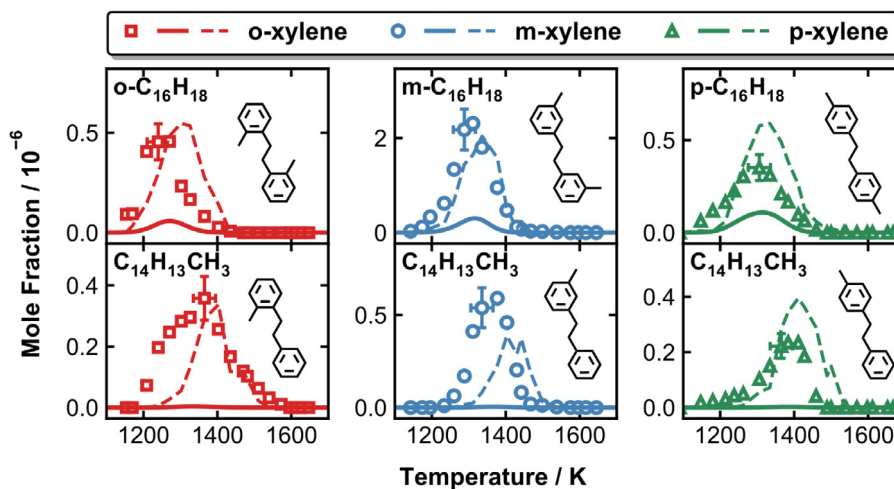 o-xylene m-xylene p-xylene
o-C₁₆H₁₈ m-C₁₆H₁₈ p-C₁₆H₁₈
0.5 2 0.5
0.0 0 0.0
C₁₄H₁₃CH₃ C₁₄H₁₃CH₃ C₁₄H₁₃CH₃
0.4 0.5 0.4
0.2 0.2
0.0 0.0 0.0
1200 1400 1600 1200 1400 1600 1200 1400 1600
Mole Fraction / 10⁻⁶
Temperature / K